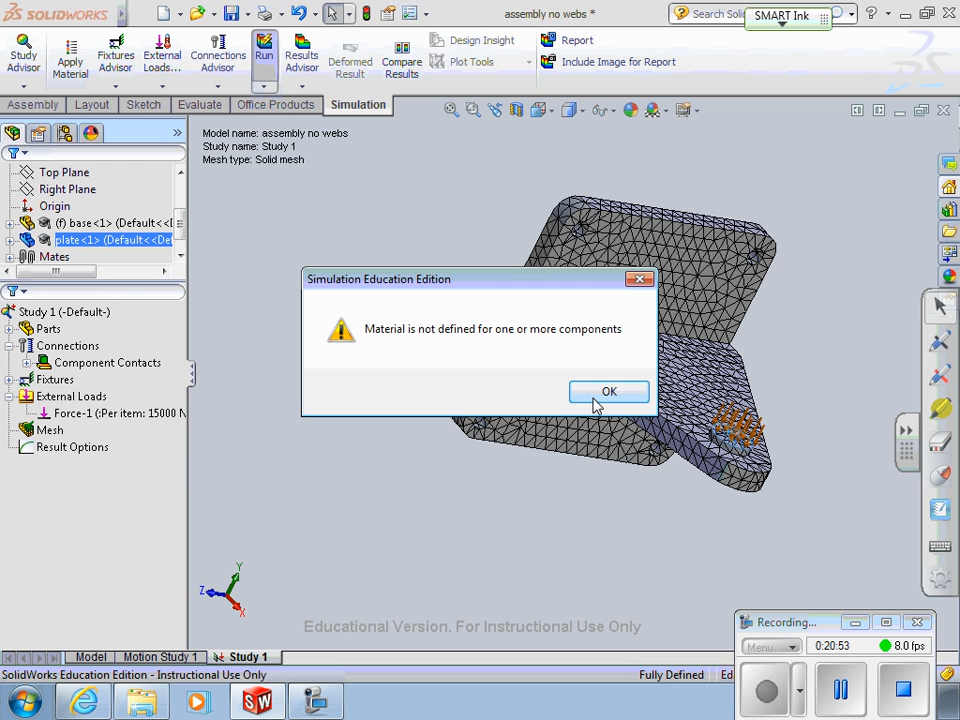 SOLIDWORKS
assembly no webs *
SMART Ink
Study
Advisor
Apply
Material
Fixtures
Advisor
External
Loads...
Connections
Advisor
Run
Results
Advisor
Deformed
Result
Compare
Results
Design Insight
Plot Tools
Report
Include Image for Report
Assembly
Layout
Sketch
Evaluate
Office Products
Simulation
Model name: assembly no webs
Study name: Study 1
Mesh type: Solid mesh
Top Plane
Right Plane
Origin
(f) base<1> (Default<<D
plate<1> (Default<<Def
Mates
Study 1 (-Default-)
Parts
Connections
Component Contacts
Fixtures
External Loads
Force-1 (:Per item: 15000 N
Mesh
Result Options
Simulation Education Edition
Material is not defined for one or more components
OK
Y
Z
X
Educational Version. For Instructional Use Only
Recording...
Menu
0:20:53
8.0 fps
Model
Motion Study 1
Study 1
SolidWorks Education Edition - Instructional Use Only
Fully Defined
SW